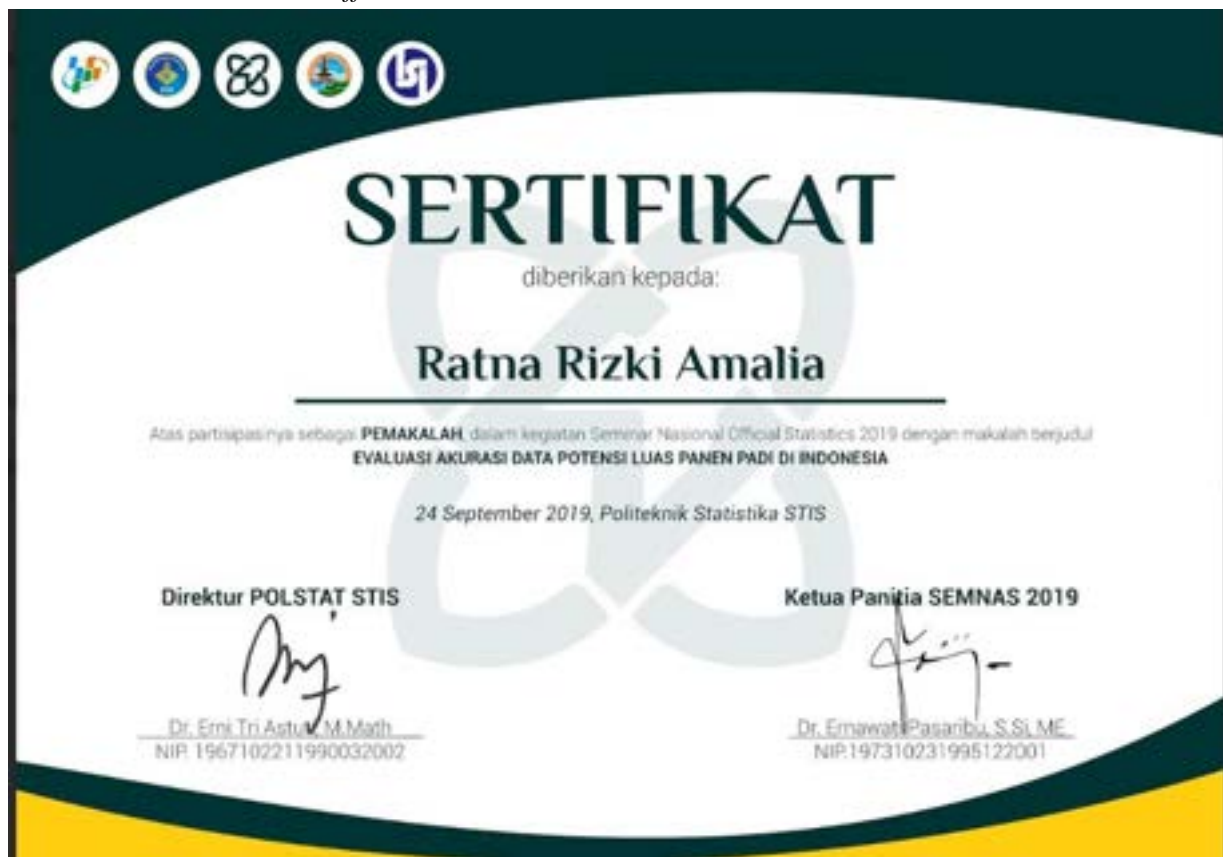 SERTIFIKAT
diberikan kepada:
Ratna Rizki Amalia
Atas partisipasinya sebagai PEMAKALAH, dalam kegiatan Seminar Nasional Official Statistics 2019 dengan makalah berjudul
EVALUASI AKURASI DATA POTENSI LUAS PANEN PADI DI INDONESIA
24 September 2019, Politeknik Statistika STIS
Direktur POLSTAT STIS
Dr. Erni Tri Astuti, M.Math
NIP. 196710221990032002
Ketua Panitia SEMNAS 2019
Dr. Ernawati Pasaribu, S.Si, ME
NIP.197310231995122001